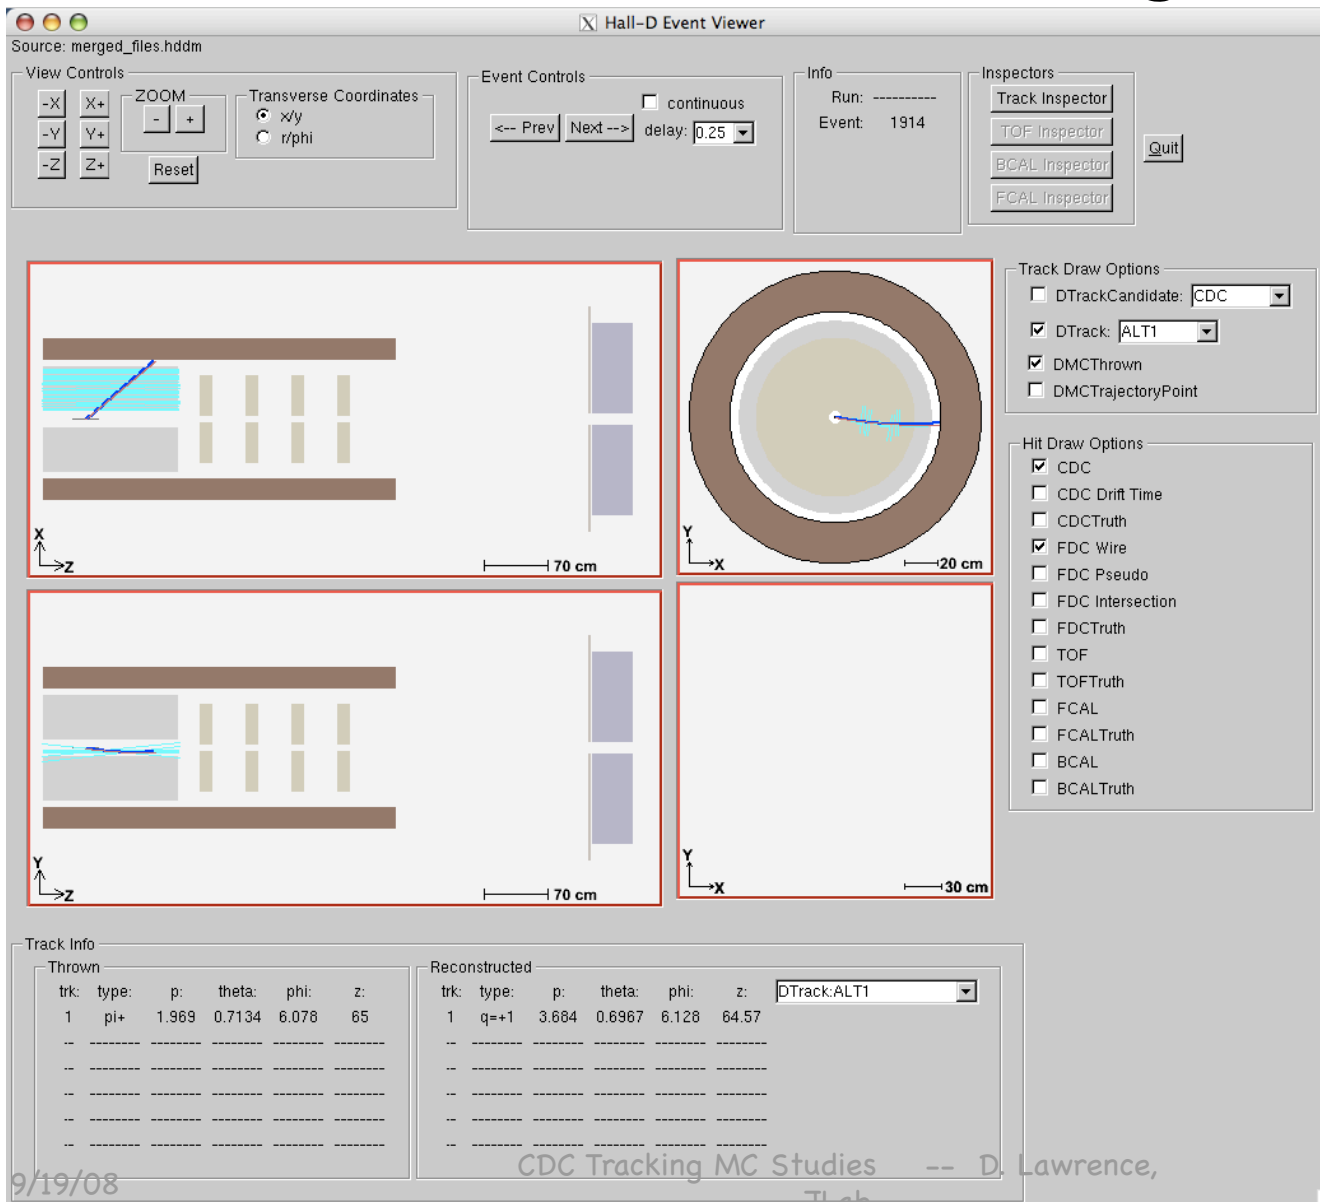 Hall-D Event Viewer
Source: merged_files.hddm
View Controls
-X X+
-Y Y+
-Z Z+
ZOOM
- +
Reset
Transverse Coordinates
x/y
r/phi
Event Controls
continuous
<-- Prev Next --> delay: 0.25
Info
Run: ----------
Event: 1914
Inspectors
Track Inspector
TOF Inspector
BCAL Inspector
FCAL Inspector
Quit
X
Z
70 cm
Y
X
20 cm
Y
Z
70 cm
Y
X
30 cm
Track Draw Options
DTrackCandidate: CDC
DTrack: ALT1
DMCThrown
DMCTrajectoryPoint
Hit Draw Options
CDC
CDC Drift Time
CDCTruth
FDC Wire
FDC Pseudo
FDC Intersection
FDCTruth
TOF
TOFTruth
FCAL
FCALTruth
BCAL
BCALTruth
Track Info
Thrown
trk: type: p: theta: phi: z:
1 pi+ 1.969 0.7134 6.078 65
-- -------- -------- -------- -------- --------
-- -------- -------- -------- -------- --------
-- -------- -------- -------- -------- --------
-- -------- -------- -------- -------- --------
-- -------- -------- -------- -------- --------
Reconstructed
trk: type: p: theta: phi: z: DTrack:ALT1
1 q=+1 3.684 0.6967 6.128 64.57
-- -------- -------- -------- -------- --------
-- -------- -------- -------- -------- --------
-- -------- -------- -------- -------- --------
-- -------- -------- -------- -------- --------
-- -------- -------- -------- -------- --------
9/19/08
CDC Tracking MC Studies -- D. Lawrence,